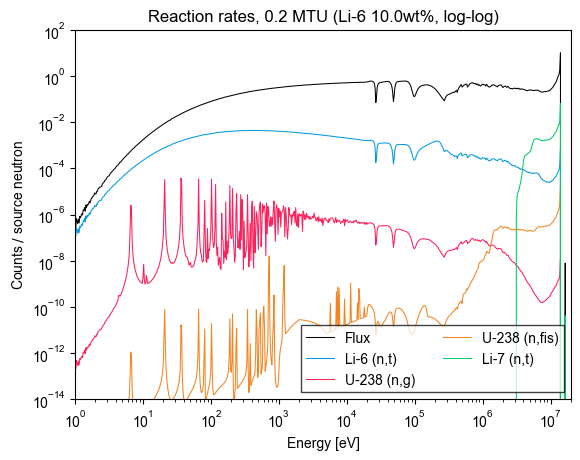 Reaction rates, 0.2 MTU (Li-6 10.0wt%, log-log)
Counts / source neutron
10²
10⁰
10⁻²
10⁻⁴
10⁻⁶
10⁻⁸
10⁻¹⁰
10⁻¹²
10⁻¹⁴
Flux
Li-6 (n,t)
U-238 (n,g)
U-238 (n,fis)
Li-7 (n,t)
10⁰ 10¹ 10² 10³ 10⁴ 10⁵ 10⁶ 10⁷
Energy [eV]